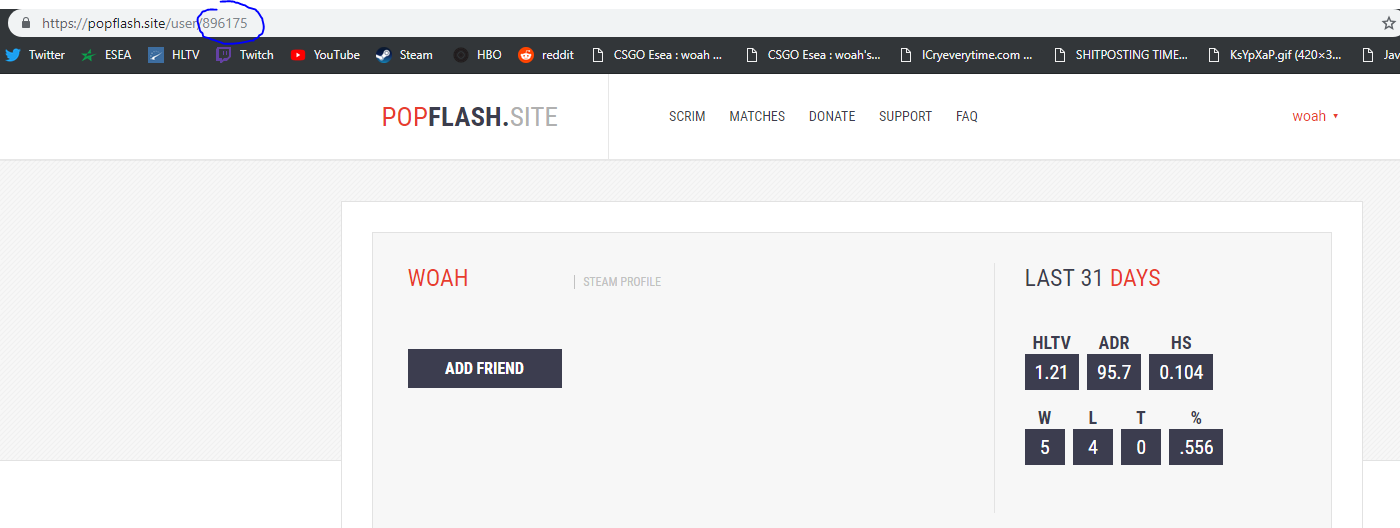 https://popflash.site/user/896175
Twitter ESEA HLTV Twitch YouTube Steam HBO reddit CSGO Esea : woah ... CSGO Esea : woah's... ICryeverytime.com ... SHITPOSTING TIME... KsYpXaP.gif (420×3... Jav
POPFLASH.SITE SCRIM MATCHES DONATE SUPPORT FAQ woah
WOAH STEAM PROFILE LAST 31 DAYS
HLTV ADR HS
ADD FRIEND 1.21 95.7 0.104
W L T %
5 4 0 .556